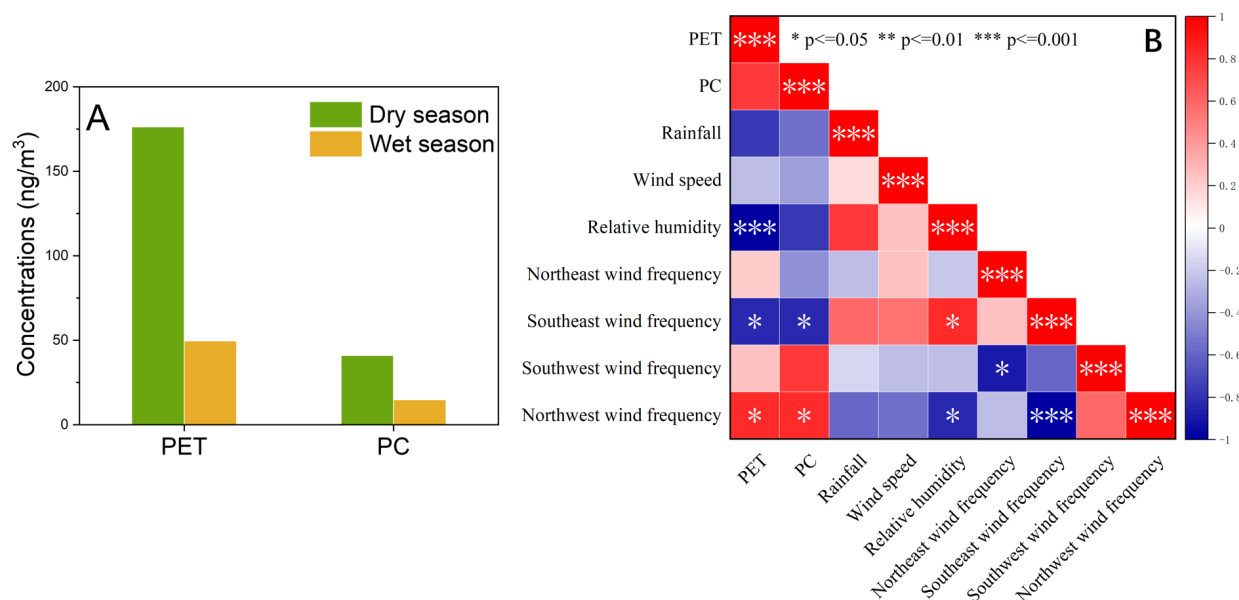 A
Dry season
Wet season
Concentrations (ng/m³)
200
150
100
50
0
PET
PC
B
* p<=0.05 ** p<=0.01 *** p<=0.001
PET
***
PC
***
Rainfall
***
Wind speed
***
Relative humidity
*** ***
Northeast wind frequency
***
Southeast wind frequency
* * * ***
Southwest wind frequency
* ***
Northwest wind frequency
* * * *** ***
PET
PC
Rainfall
Wind speed
Relative humidity
Northeast wind frequency
Southeast wind frequency
Southwest wind frequency
Northwest wind frequency
1
0.8
0.6
0.4
0.2
0
-0.2
-0.4
-0.6
-0.8
-1